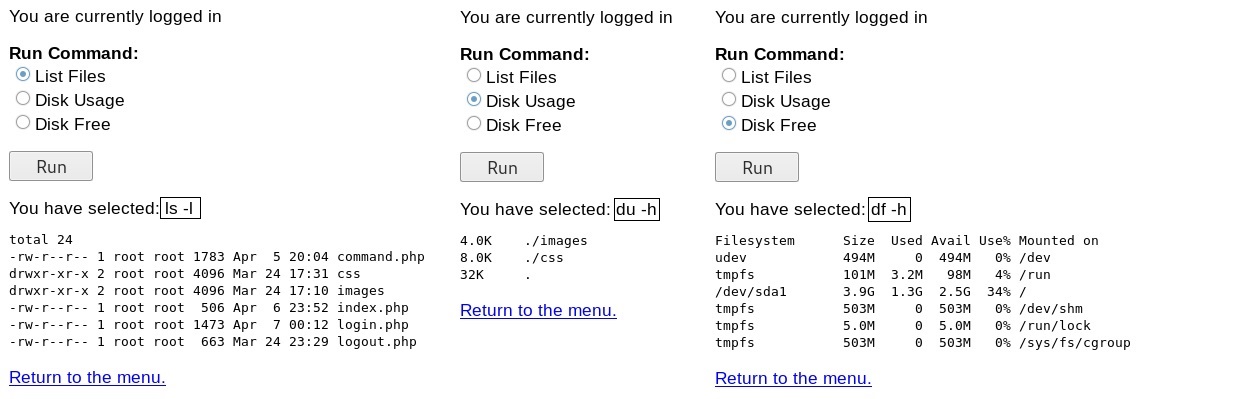 You are currently logged in
Run Command:
List Files
Disk Usage
Disk Free
Run
You have selected: ls -l
total 24
-rw-r--r-- 1 root root 1783 Apr  5 20:04 command.php
drwxr-xr-x 2 root root 4096 Mar 24 17:31 css
drwxr-xr-x 2 root root 4096 Mar 24 17:10 images
-rw-r--r-- 1 root root  506 Apr  6 23:52 index.php
-rw-r--r-- 1 root root 1473 Apr  7 00:12 login.php
-rw-r--r-- 1 root root  663 Mar 24 23:29 logout.php
Return to the menu.
You are currently logged in
Run Command:
List Files
Disk Usage
Disk Free
Run
You have selected: du -h
4.0K    ./images
8.0K    ./css
32K     .
Return to the menu.
You are currently logged in
Run Command:
List Files
Disk Usage
Disk Free
Run
You have selected: df -h
Filesystem      Size  Used Avail Use% Mounted on
udev            494M     0  494M   0% /dev
tmpfs           101M  3.2M   98M   4% /run
/dev/sda1       3.9G  1.3G  2.5G  34% /
tmpfs           503M     0  503M   0% /dev/shm
tmpfs           5.0M     0  5.0M   0% /run/lock
tmpfs           503M     0  503M   0% /sys/fs/cgroup
Return to the menu.